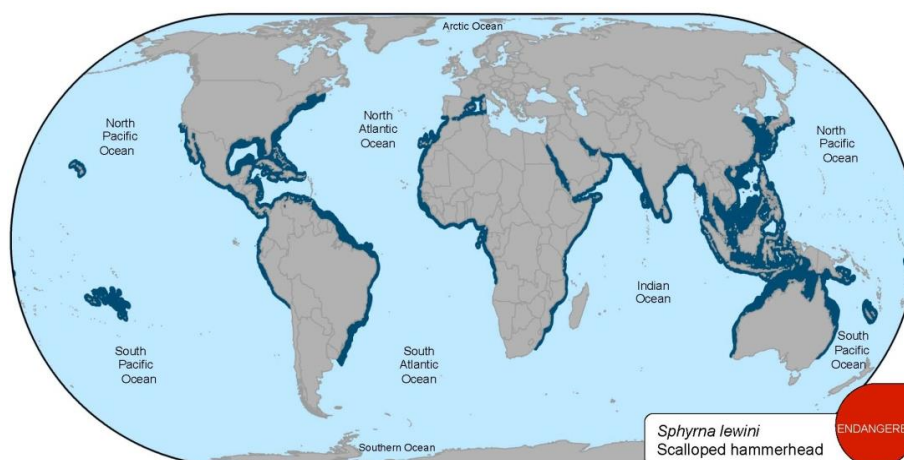 Arctic Ocean
North
Pacific
Ocean
North
Atlantic
Ocean
North
Pacific
Ocean
Indian
Ocean
South
Pacific
Ocean
South
Atlantic
Ocean
South
Pacific
Ocean
Southern Ocean
Sphyrna lewini
Scalloped hammerhead
ENDANGERE